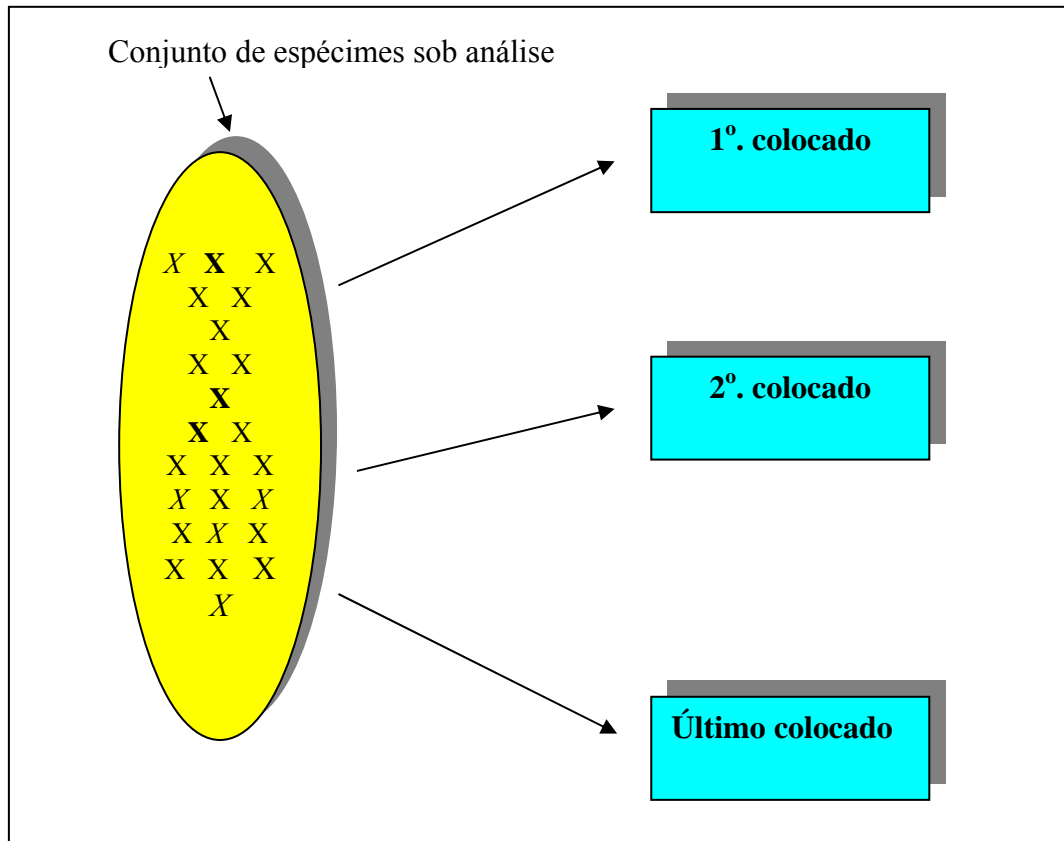 Conjunto de espécimes sob análise
1º. colocado
X X X
X X
X
X X
X
X X
X X X
X X X
X X X
X X X
X
2º. colocado
Último colocado